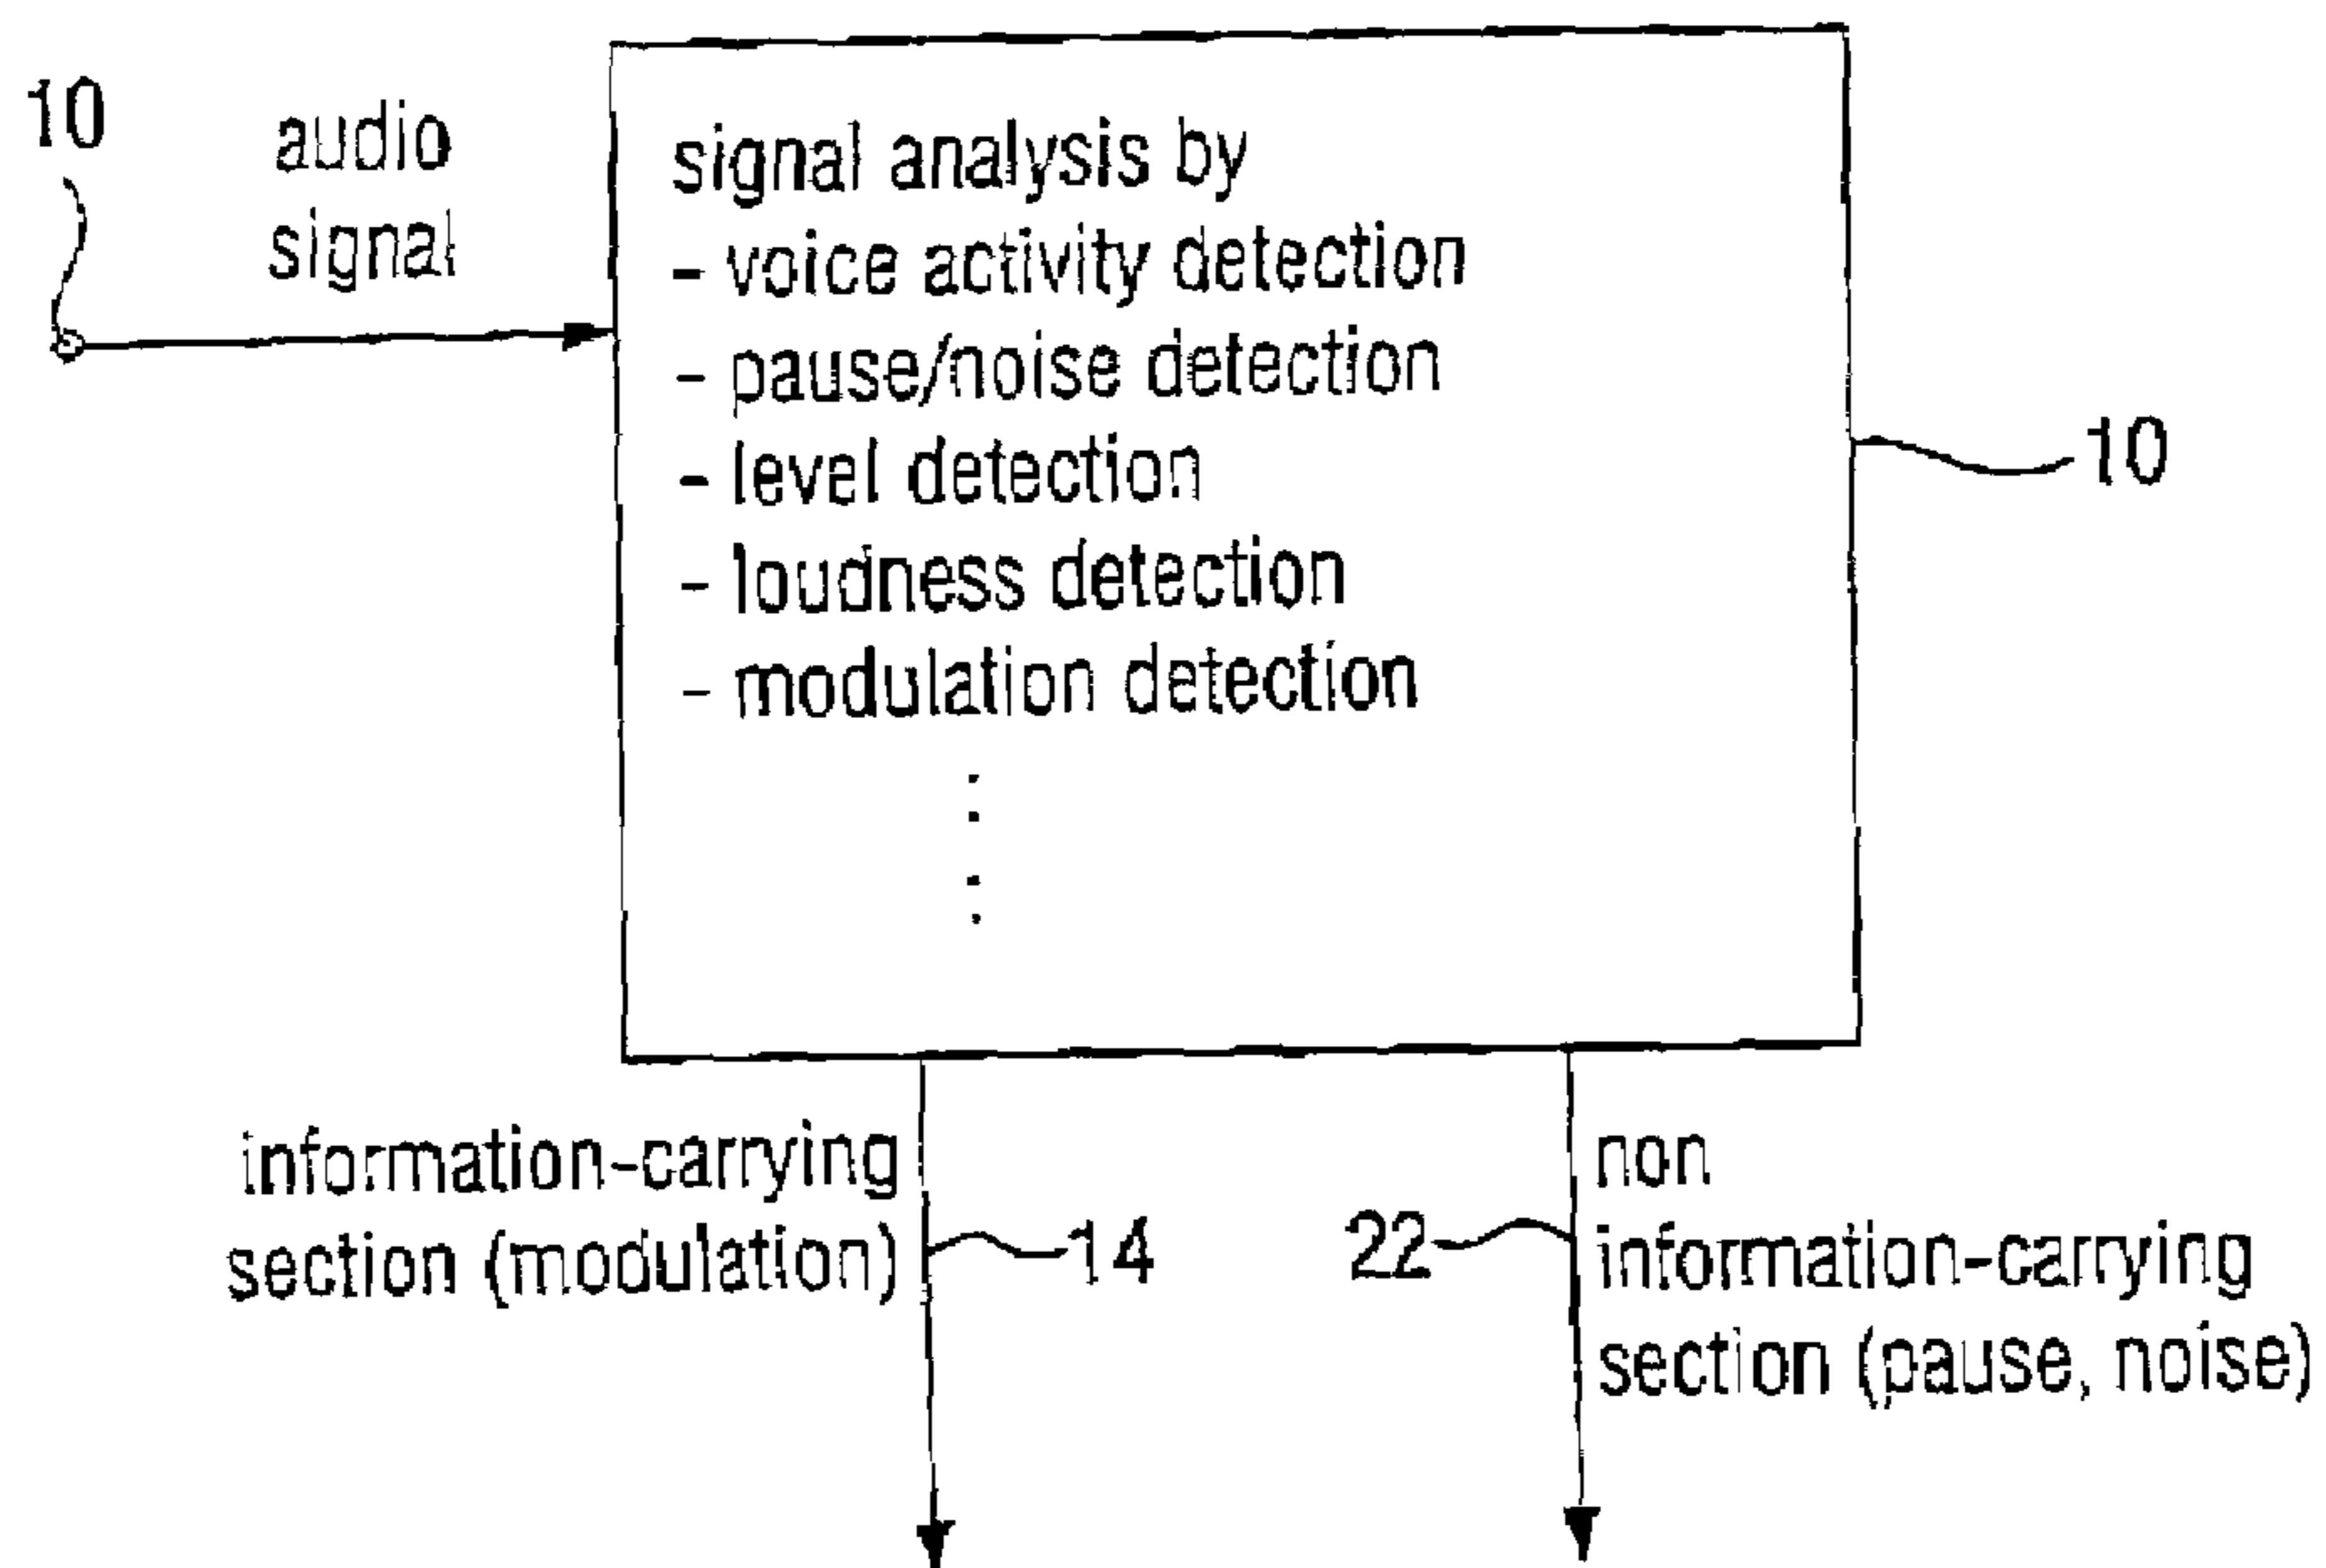 10
audio
signal
signal analysis by
- voice activity detection
- pause/noise detection
- level detection
- loudness detection
- modulation detection
10
information-carrying
section (modulation)
14
22
non
information-carrying
section (pause, noise)